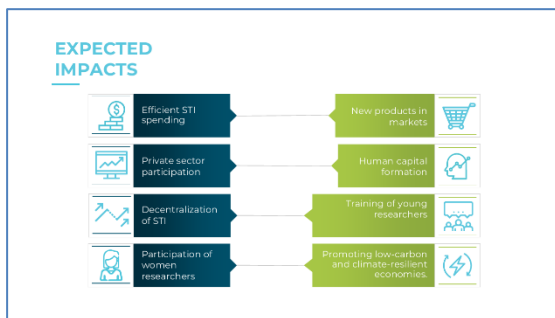 EXPECTED
IMPACTS
Efficient STI
spending
New products in
markets
Private sector
participation
Human capital
formation
Decentralization
of STI
Training of young
researchers
Participation of
women
researchers
Promoting low-carbon
and climate-resilient
economies.